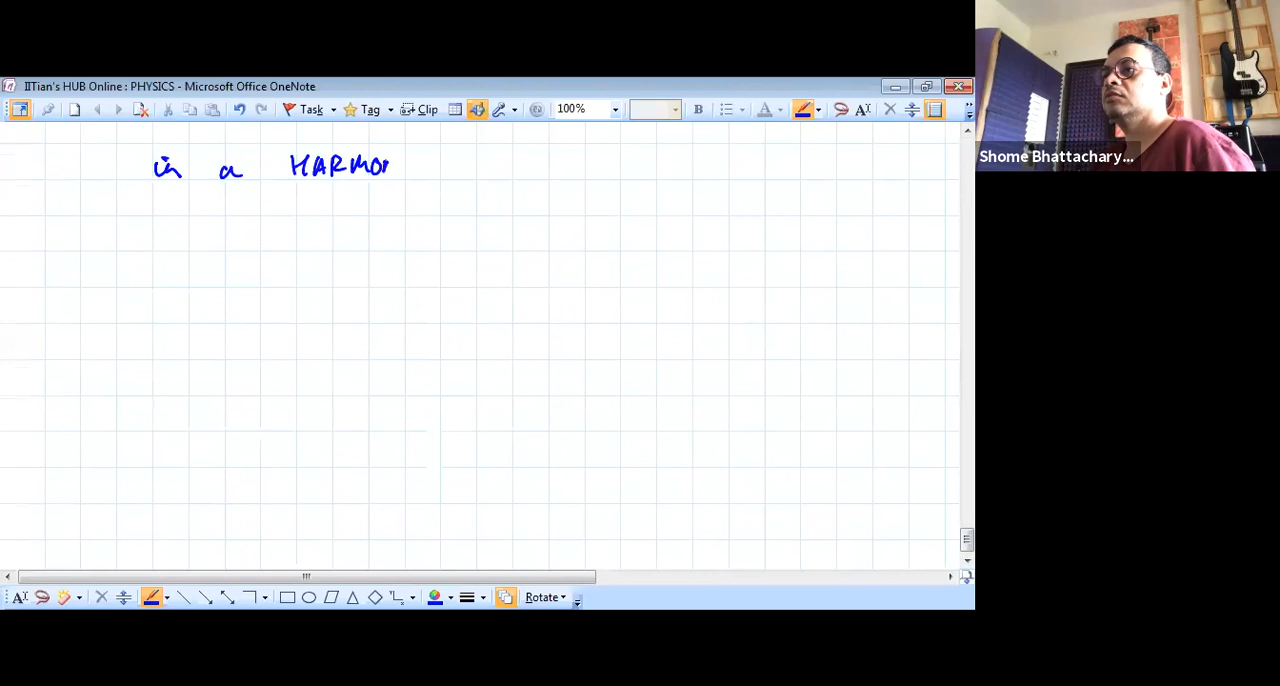 IITian's HUB Online : PHYSICS - Microsoft Office OneNote
Task Tag Clip 100% B A
in a HARMO
Shome Bhattachary...
A Rotate